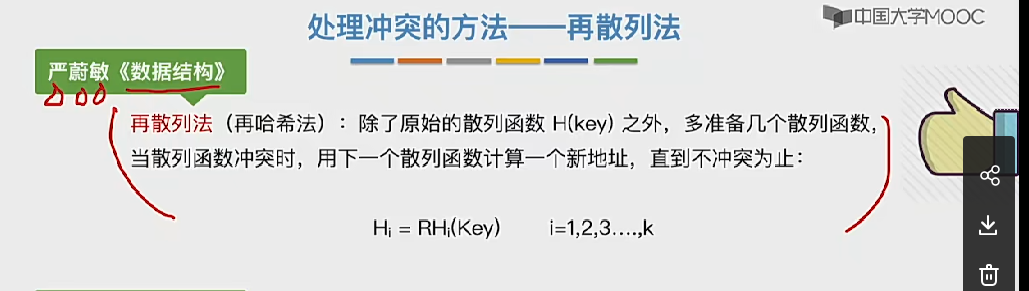 处理冲突的方法——再散列法
中国大学MOOC
严蔚敏《数据结构》
再散列法（再哈希法）：除了原始的散列函数 H(key) 之外，多准备几个散列函数，
当散列函数冲突时，用下一个散列函数计算一个新地址，直到不冲突为止：
Hᵢ = RHᵢ(Key) i=1,2,3….,k